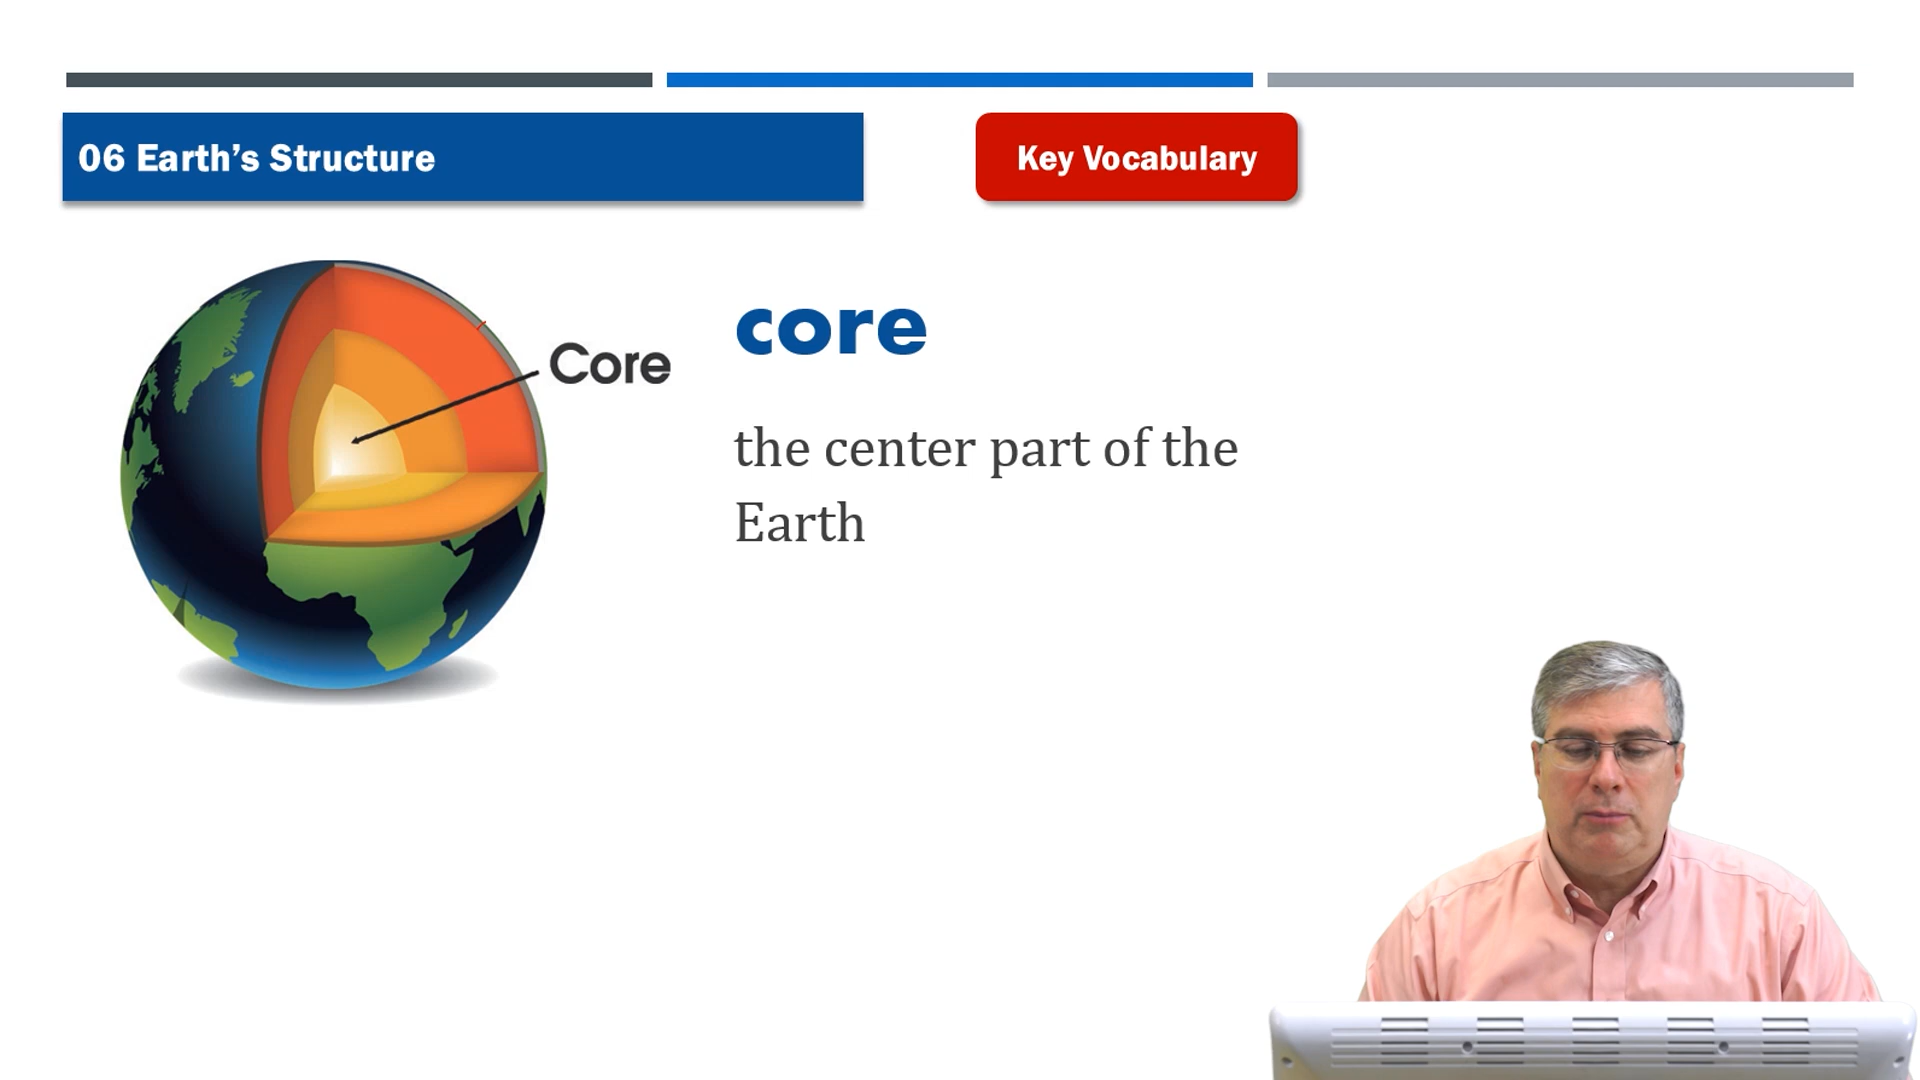 06 Earth’s Structure
Key Vocabulary
Core
core
the center part of the
Earth